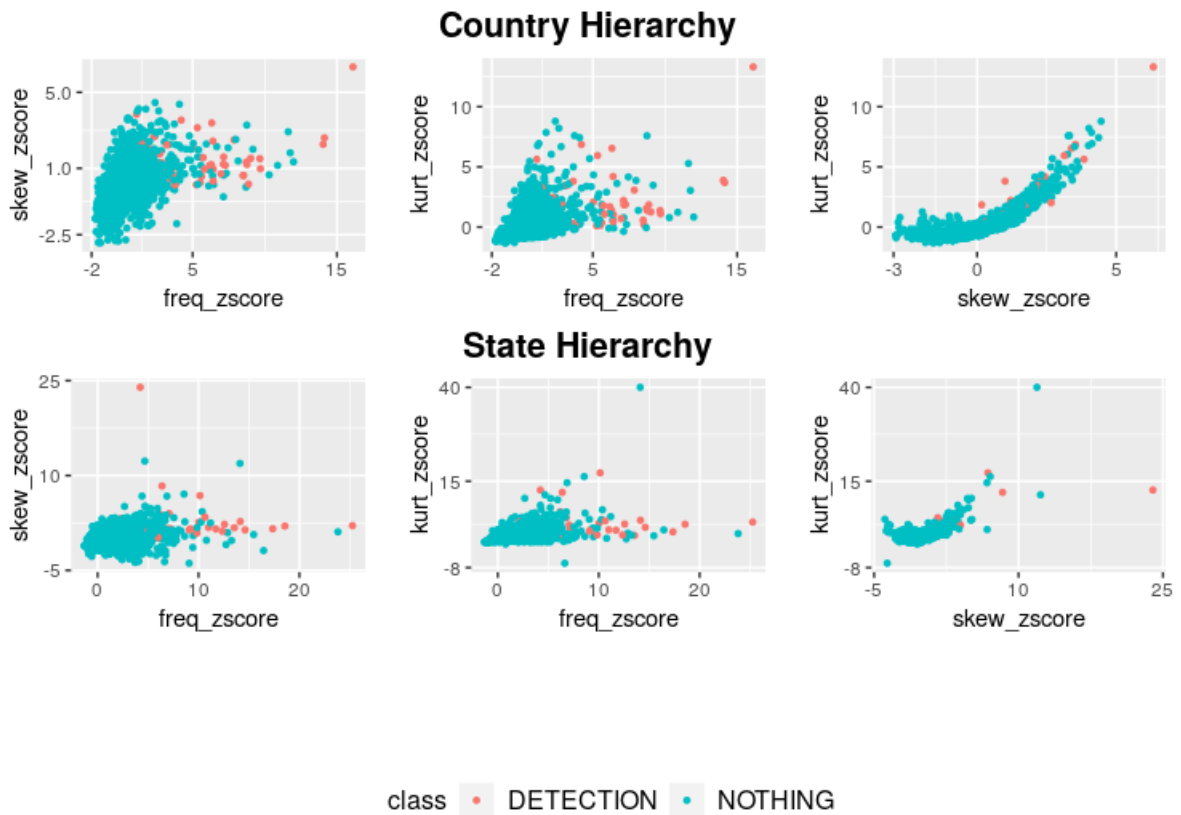 Country Hierarchy
skew_zscore
5.0
1.0
-2.5
-2 5 15
freq_zscore
kurt_zscore
10
5
0
-2 5 15
freq_zscore
kurt_zscore
10
5
0
-3 0 5
skew_zscore
State Hierarchy
skew_zscore
25
10
-5
0 10 20
freq_zscore
kurt_zscore
40
15
-8
0 10 20
freq_zscore
kurt_zscore
40
15
-8
-5 10 25
skew_zscore
class DETECTION NOTHING